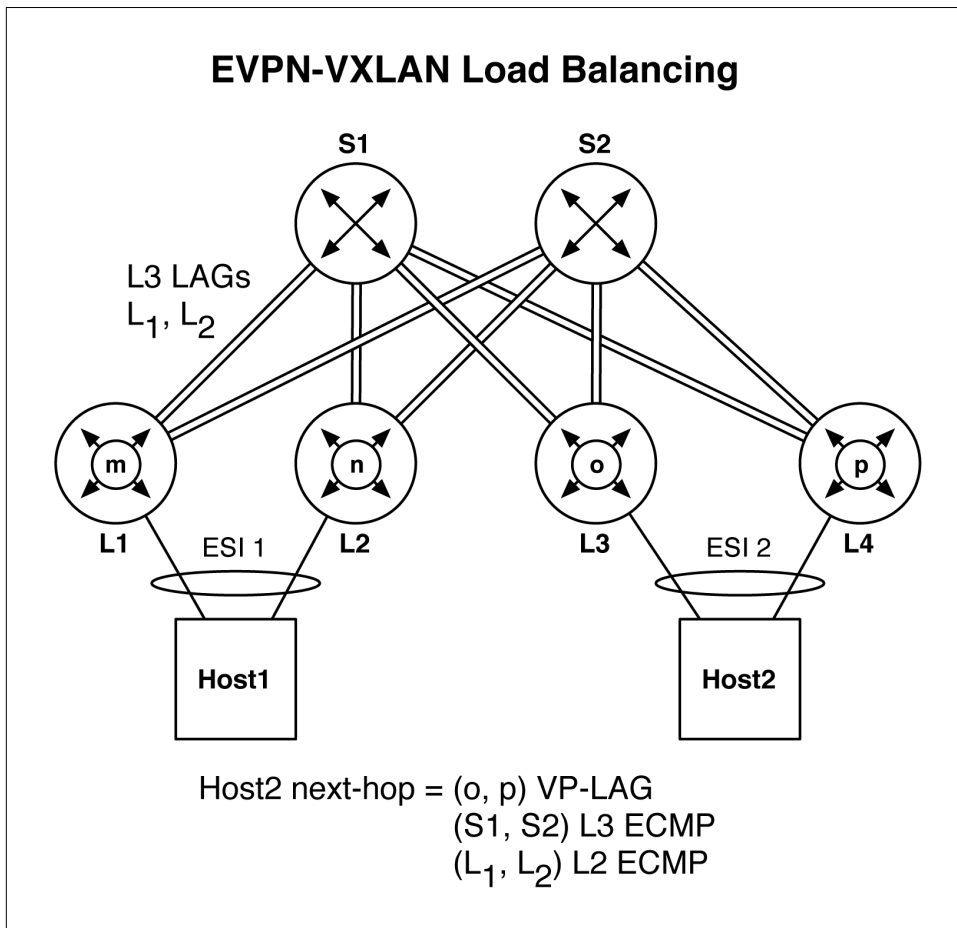 EVPN-VXLAN Load Balancing
S1 S2
L3 LAGs
L₁, L₂
m n o p
L1 ESI 1 L2 L3 ESI 2 L4
Host1 Host2
Host2 next-hop = (o, p) VP-LAG
(S1, S2) L3 ECMP
(L₁, L₂) L2 ECMP